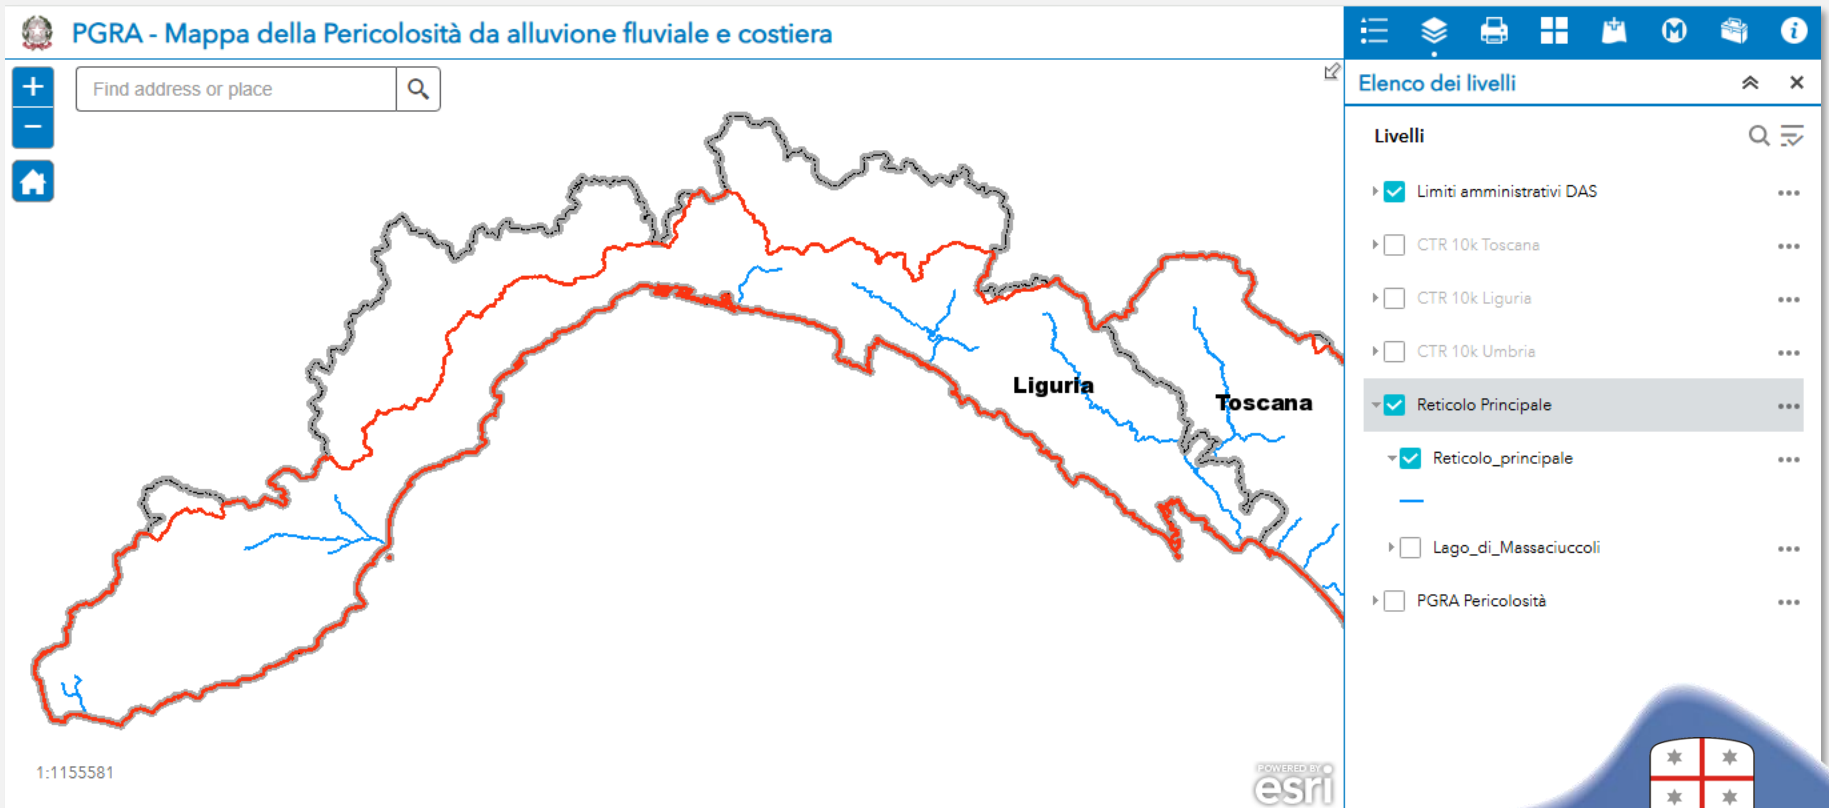 PGRA - Mappa della Pericolosità da alluvione fluviale e costiera
Find address or place
Elenco dei livelli
Livelli
Limiti amministrativi DAS
CTR 10k Toscana
CTR 10k Liguria
CTR 10k Umbria
Reticolo Principale
Reticolo_principale
Lago_di_Massaciuccoli
PGRA Pericolosità
Liguria
Toscana
1:1155581
POWERED BY
esri